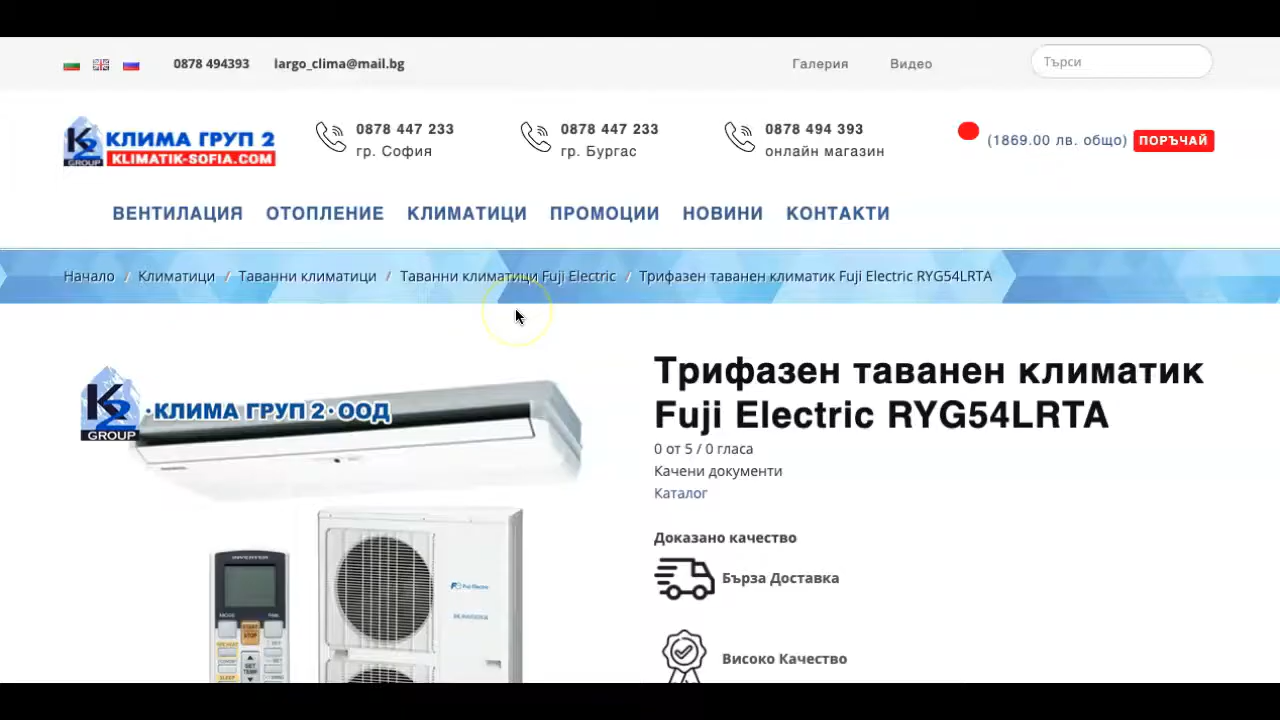 0878 494393 largo_clima@mail.bg Галерия Видео Търси
K2 GROUP
КЛИМА ГРУП 2
KLIMATIK-SOFIA.COM
0878 447 233
гр. София
0878 447 233
гр. Бургас
0878 494 393
онлайн магазин
(1869.00 лв. общо) ПОРЪЧАЙ
ВЕНТИЛАЦИЯ ОТОПЛЕНИЕ КЛИМАТИЦИ ПРОМОЦИИ НОВИНИ КОНТАКТИ
Начало / Климатици / Таванни климатици / Таванни климатици Fuji Electric / Трифазен таванен климатик Fuji Electric RYG54LRTA
K2 GROUP
·КЛИМА ГРУП 2·ООД
Fuji Electric
Трифазен таванен климатик
Fuji Electric RYG54LRTA
0 от 5 / 0 гласа
Качени документи
Каталог
Доказано качество
Бърза Доставка
Високо Качество